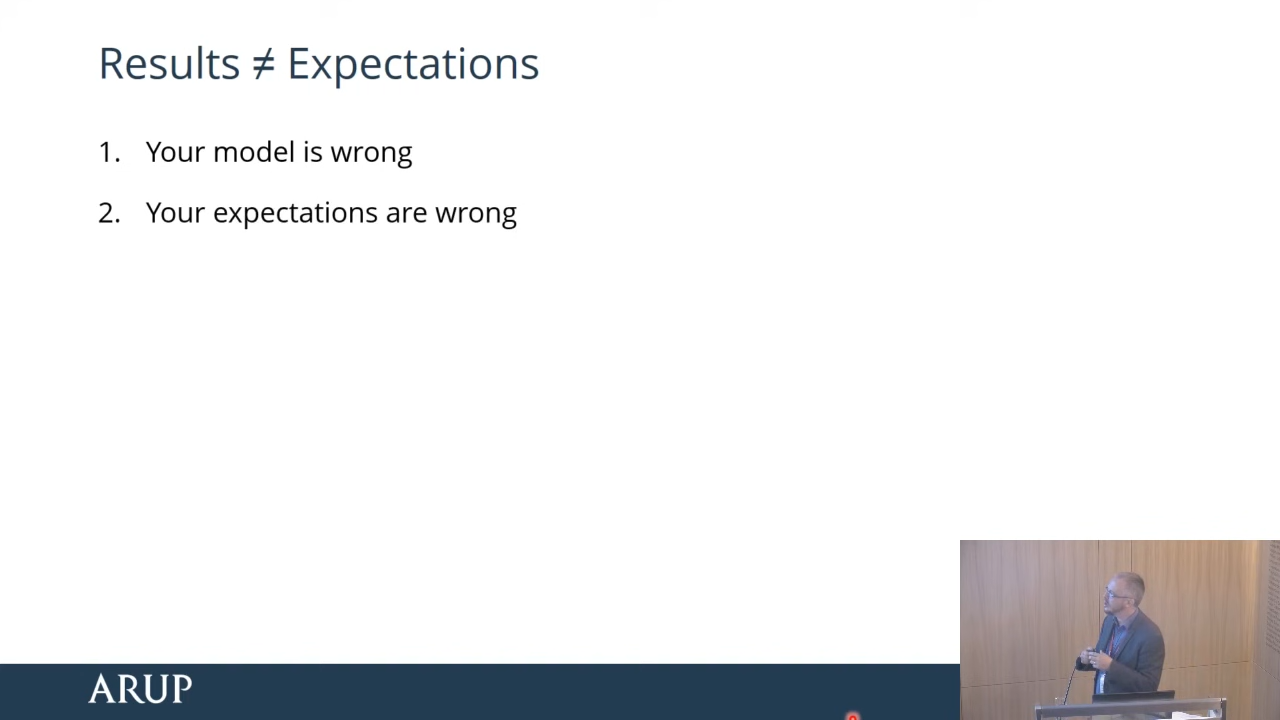 Results ≠ Expectations
1. Your model is wrong
2. Your expectations are wrong
ARUP